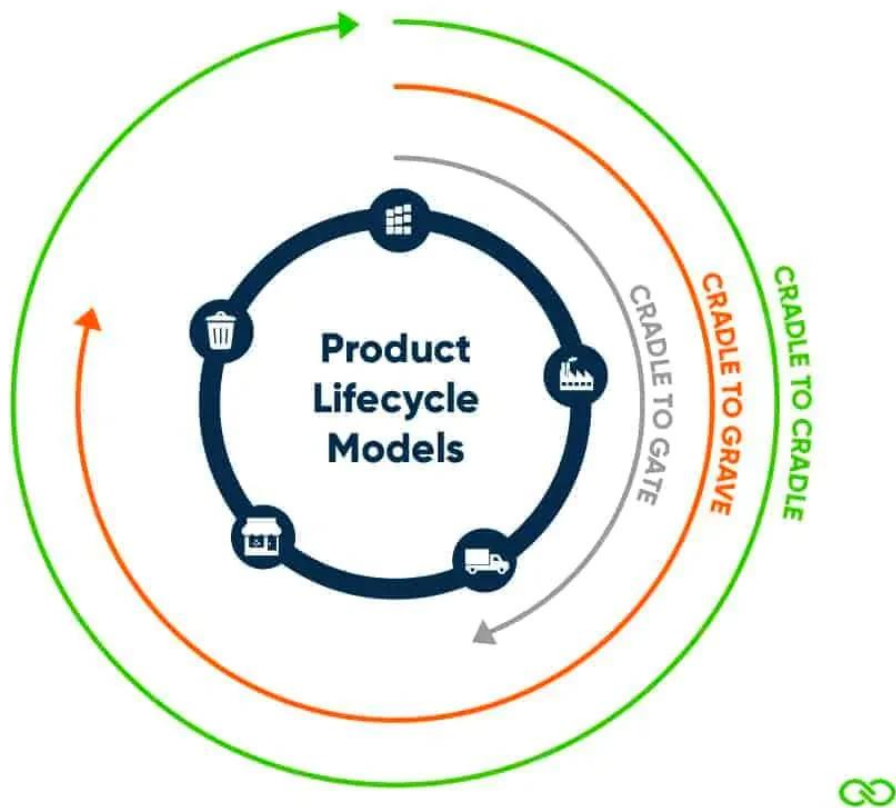 Product
Lifecycle
Models
CRADLE TO GATE
CRADLE TO GRAVE
CRADLE TO CRADLE